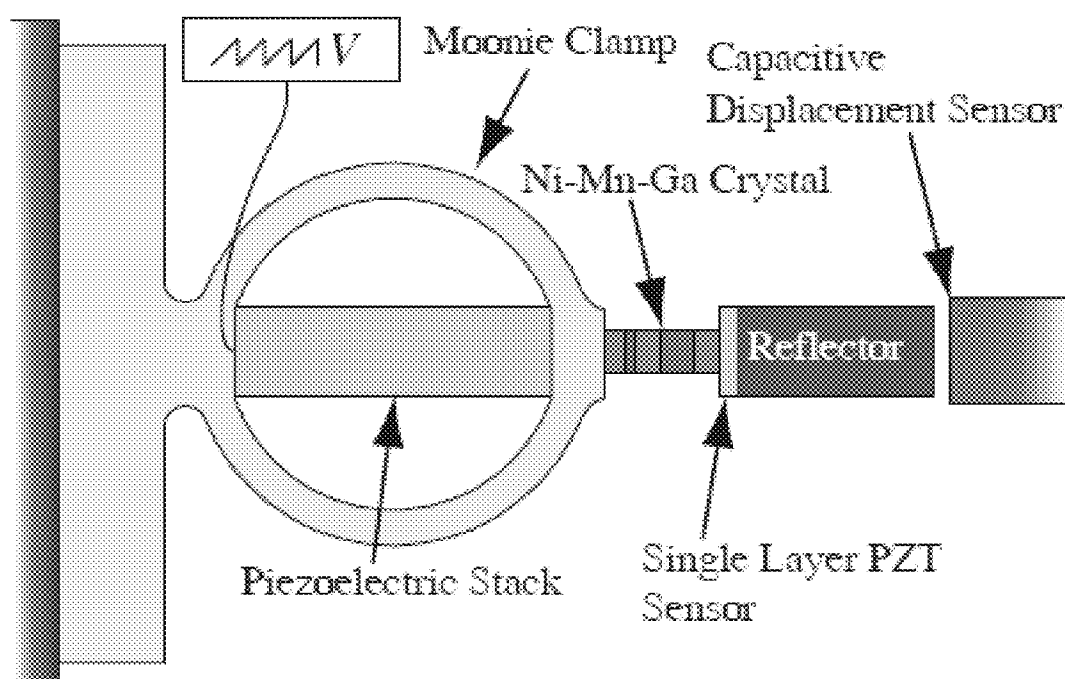 V
Moonie Clamp
Capacitive
Displacement Sensor
Ni-Mn-Ga Crystal
Reflector
Piezoelectric Stack
Single Layer PZT
Sensor